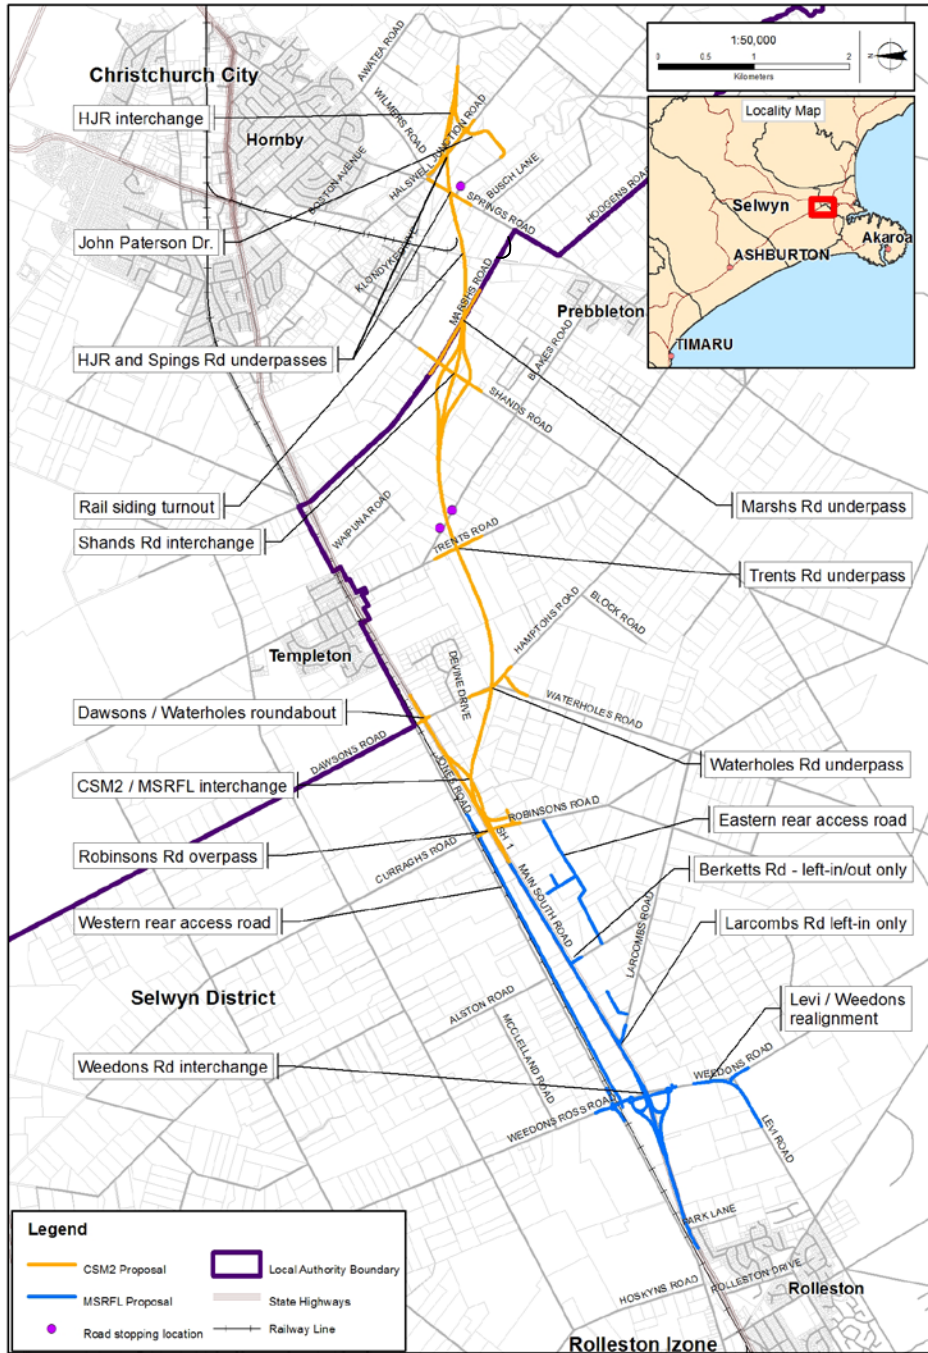 1:50,000
0 0.5 1 2
Kilometers
N
Locality Map
Selwyn
Akaroa
ASHBURTON
TIMARU
Christchurch City
HJR interchange
Hornby
AWATEA ROAD
WILMERS ROAD
HALSWELL JUNCTION ROAD
BOSTON AVENUE
BUSCH LANE
SPRINGS ROAD
HODGENS ROAD
John Paterson Dr.
KLONDYKE DRIVE
MARSHS ROAD
Prebbleton
BLAKES ROAD
HJR and Spings Rd underpasses
SHANDS ROAD
Rail siding turnout
Marshs Rd underpass
Shands Rd interchange
WAIPUNA ROAD
TRENTS ROAD
Trents Rd underpass
HAMPTONS ROAD
BLOCK ROAD
Templeton
DEVINE DRIVE
WATERHOLES ROAD
Dawsons / Waterholes roundabout
DAWSONS ROAD
JONES ROAD
Waterholes Rd underpass
CSM2 / MSRFL interchange
ROBINSONS ROAD
Eastern rear access road
SH 1
Robinsons Rd overpass
CURRAGHS ROAD
MAIN SOUTH ROAD
Berketts Rd - left-in/out only
Western rear access road
LARCOMBS ROAD
Larcombs Rd left-in only
Selwyn District
ALSTON ROAD
MCCLELLAND ROAD
Levi / Weedons
realignment
Weedons Rd interchange
WEEDONS ROAD
WEEDONS ROSS ROAD
LEVI ROAD
PARK LANE
HOSKYNS ROAD
ROLLESTON DRIVE
Rolleston
Rolleston Izone
Legend
CSM2 Proposal
Local Authority Boundary
MSRFL Proposal
State Highways
Road stopping location
Railway Line